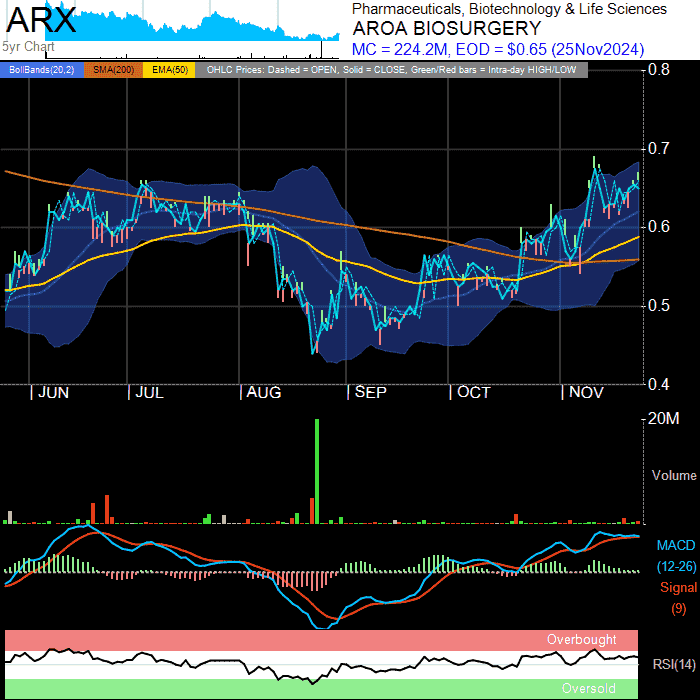 ARX
5yr Chart
Pharmaceuticals, Biotechnology & Life Sciences
AROA BIOSURGERY
MC = 224.2M, EOD = $0.65 (25Nov2024)
BollBands(20,2) SMA(200) EMA(50) OHLC Prices: Dashed = OPEN, Solid = CLOSE, Green/Red bars = Intra-day HIGH/LOW
0.8
0.7
0.6
0.5
0.4
| JUN | JUL | AUG | SEP | OCT | NOV
20M
Volume
MACD
(12-26)
Signal
(9)
Overbought
RSI(14)
Oversold